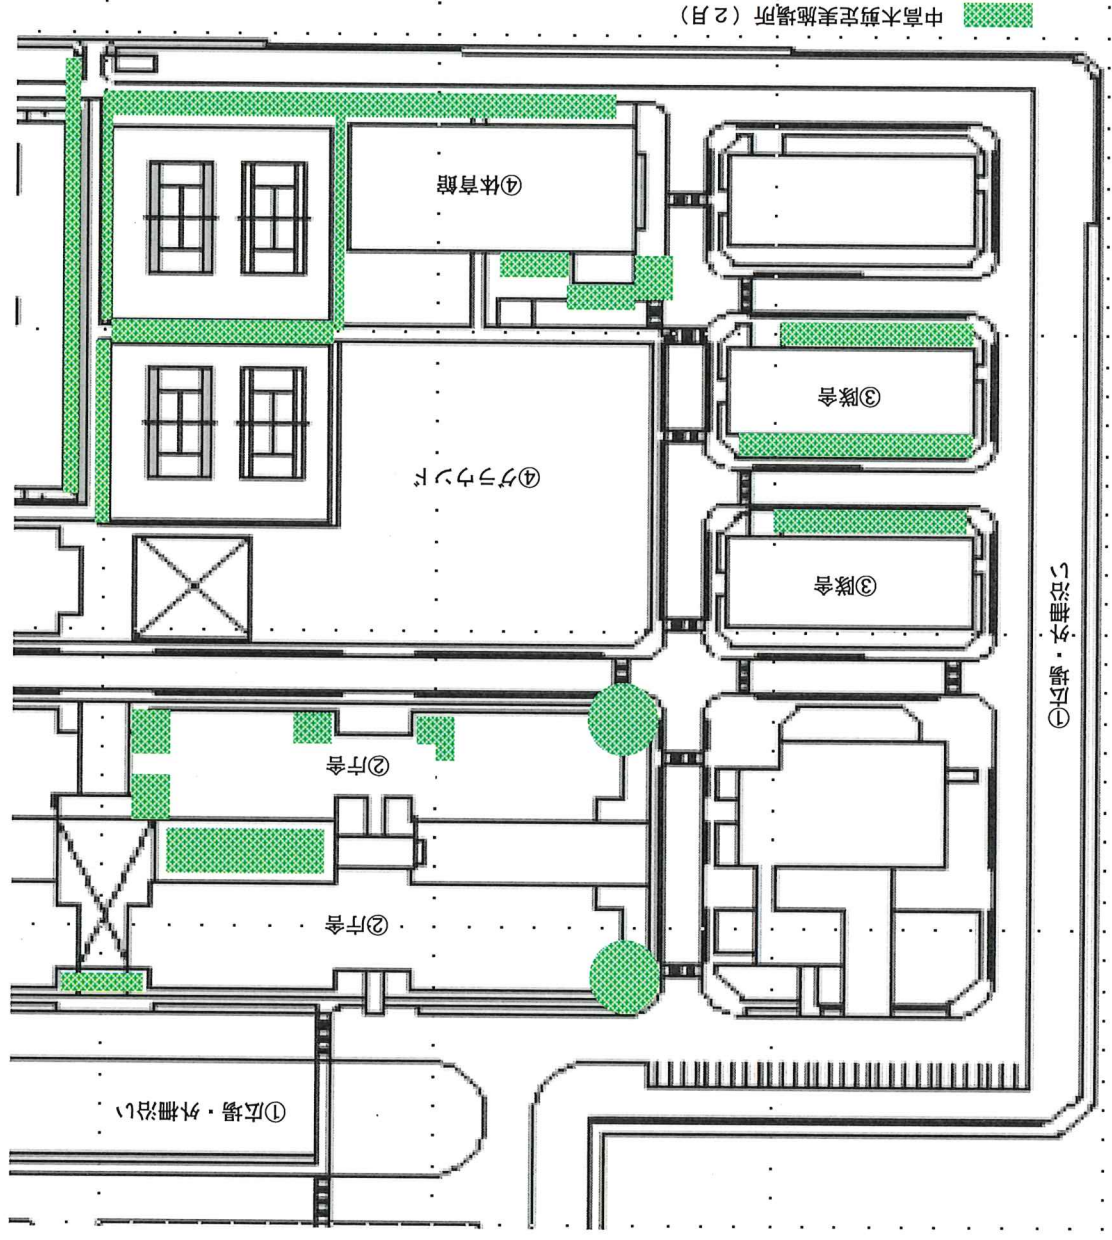 ①広場・外柵沿い
②庁舎
②庁舎
①広場・外柵沿い
③隊舎
④グラウンド
③隊舎
④体育館
中高木剪定実施場所（２月）